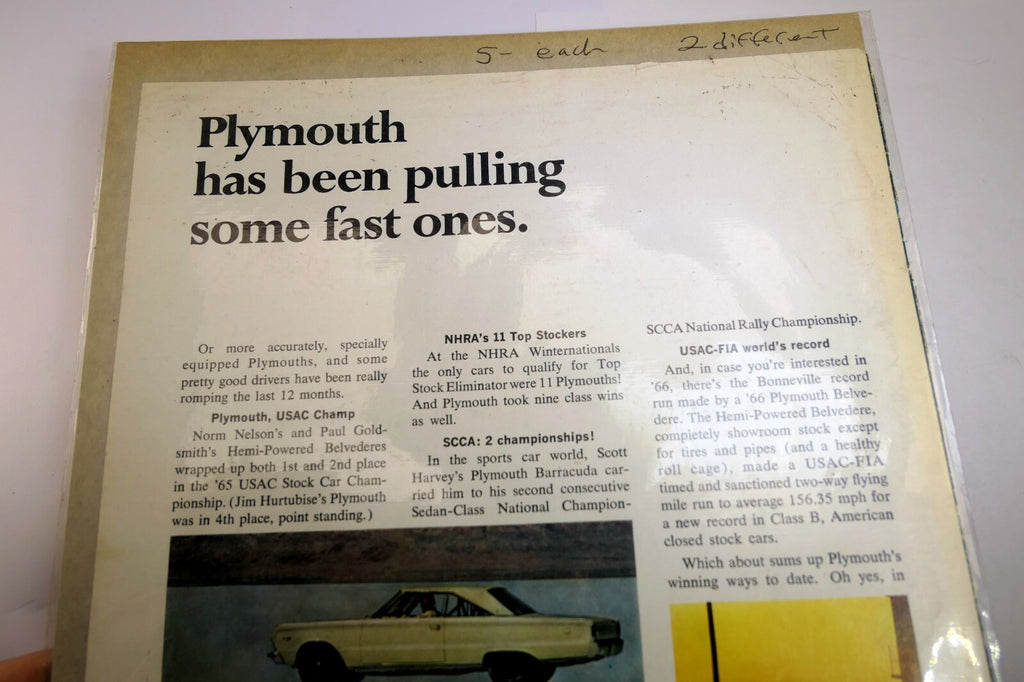 5- each 2 different
Plymouth
has been pulling
some fast ones.
Or more accurately, specially
equipped Plymouths, and some
pretty good drivers have been really
romping the last 12 months.
Plymouth, USAC Champ
Norm Nelson's and Paul Gold-
smith's Hemi-Powered Belvederes
wrapped up both 1st and 2nd place
in the '65 USAC Stock Car Cham-
pionship. (Jim Hurtubise's Plymouth
was in 4th place, point standing.)
NHRA's 11 Top Stockers
At the NHRA Winternationals
the only cars to qualify for Top
Stock Eliminator were 11 Plymouths!
And Plymouth took nine class wins
as well.
SCCA: 2 championships!
In the sports car world, Scott
Harvey's Plymouth Barracuda car-
ried him to his second consecutive
Sedan-Class National Champion-
SCCA National Rally Championship.
USAC-FIA world's record
And, in case you're interested in
'66, there's the Bonneville record
run made by a '66 Plymouth Belve-
dere. The Hemi-Powered Belvedere,
completely showroom stock except
for tires and pipes (and a healthy
roll cage), made a USAC-FIA
timed and sanctioned two-way flying
mile run to average 156.35 mph for
a new record in Class B, American
closed stock cars.
Which about sums up Plymouth's
winning ways to date. Oh yes, in